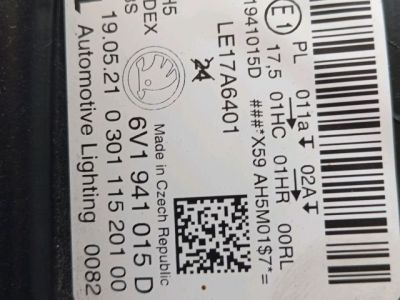 PL 011a 02A
E1 17,5 01HC 01HR 00RL
1941015D ###*X59 AH5M01$7*=
LE17A6401
24
H5
DEX
BS
Made in Czech Republic
6V1 941 015 D
19.05.21 0 301 115 201 00
Automotive Lighting 0082